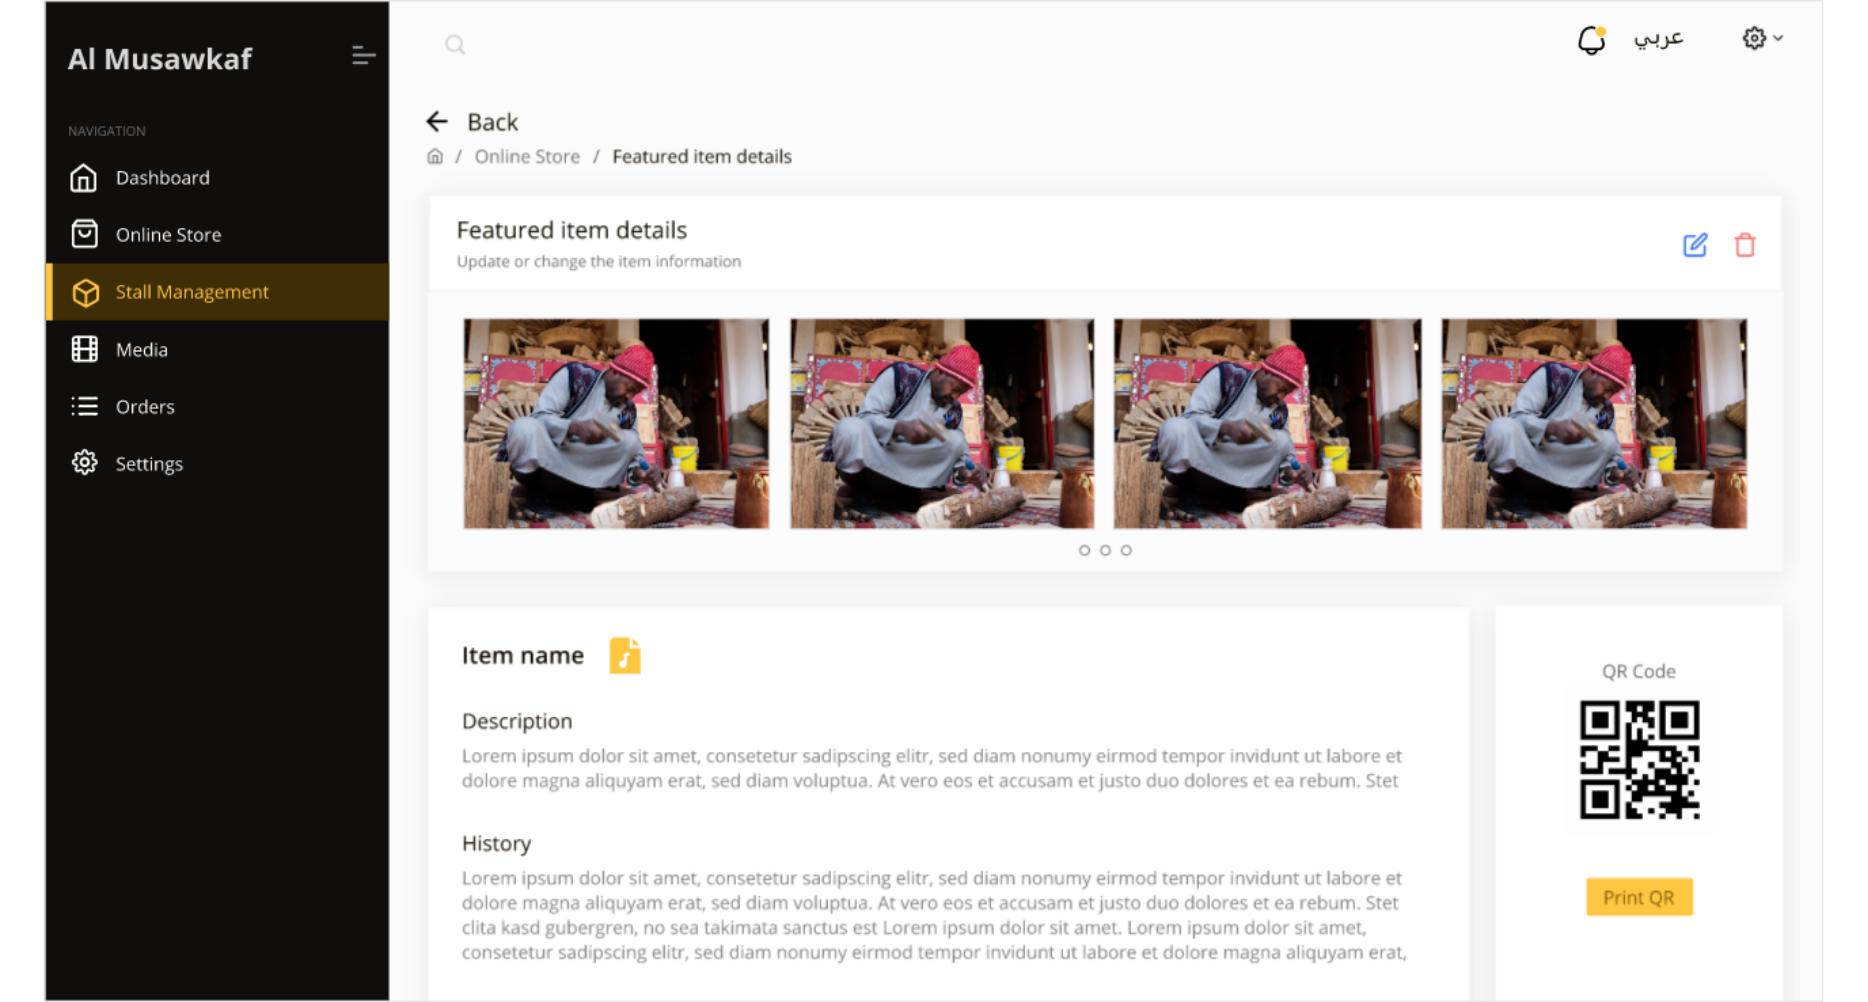 Al Musawkaf
NAVIGATION
Dashboard
Online Store
Stall Management
Media
Orders
Settings
عربي
Back
/ Online Store / Featured item details
Featured item details
Update or change the item information
Item name
Description
Lorem ipsum dolor sit amet, consetetur sadipscing elitr, sed diam nonumy eirmod tempor invidunt ut labore et
dolore magna aliquyam erat, sed diam voluptua. At vero eos et accusam et justo duo dolores et ea rebum. Stet
History
Lorem ipsum dolor sit amet, consetetur sadipscing elitr, sed diam nonumy eirmod tempor invidunt ut labore et
dolore magna aliquyam erat, sed diam voluptua. At vero eos et accusam et justo duo dolores et ea rebum. Stet
clita kasd gubergren, no sea takimata sanctus est Lorem ipsum dolor sit amet. Lorem ipsum dolor sit amet,
consetetur sadipscing elitr, sed diam nonumy eirmod tempor invidunt ut labore et dolore magna aliquyam erat,
QR Code
Print QR